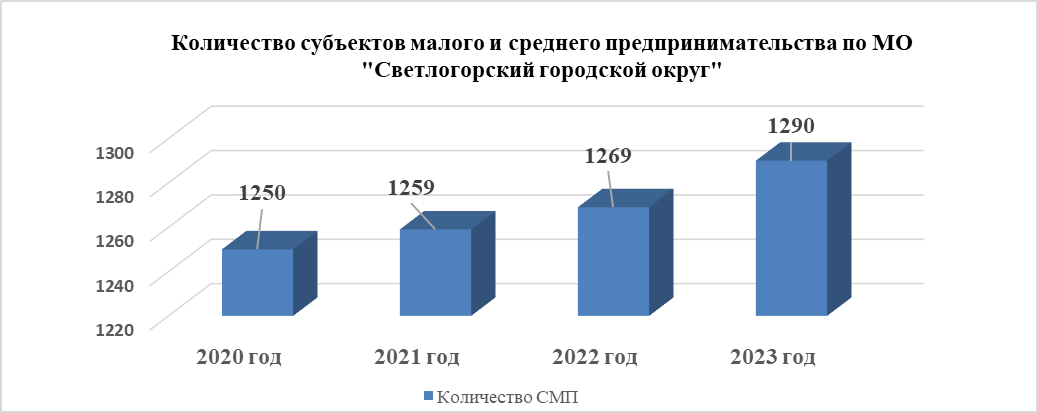 Количество субъектов малого и среднего предпринимательства по МО
"Светлогорский городской округ"
1300
1280
1260
1240
1220
1250
1259
1269
1290
2020 год
2021 год
2022 год
2023 год
Количество СМП